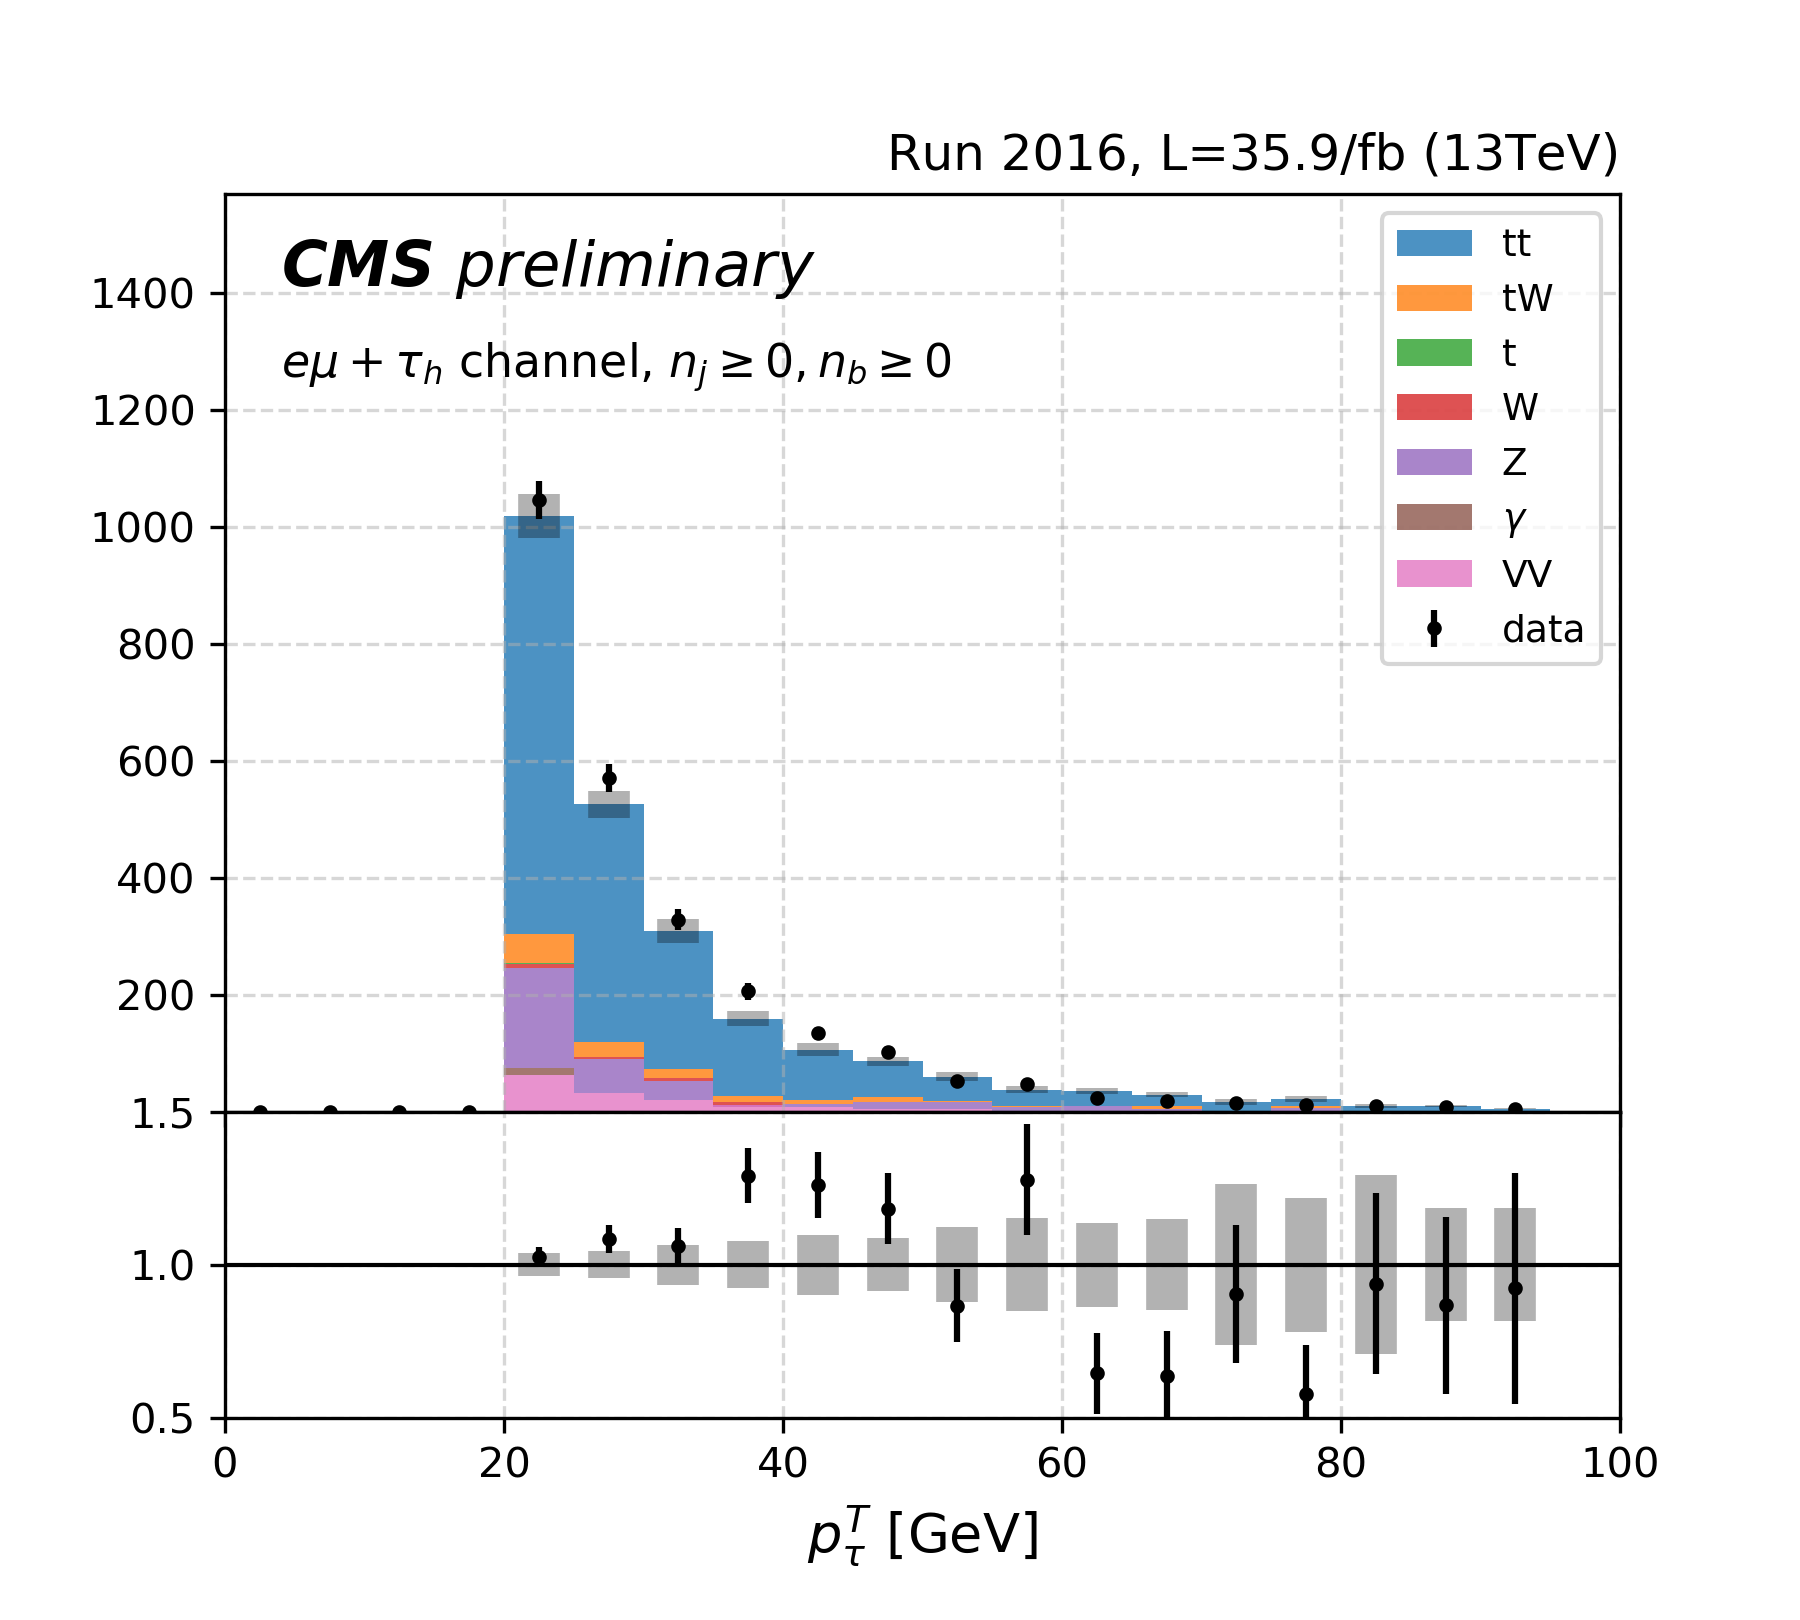 Run 2016, L=35.9/fb (13TeV)
CMS preliminary
eμ + τ_h channel, n_j ≥ 0, n_b ≥ 0
1400
1200
1000
800
600
400
200
tt
tW
t
W
Z
γ
VV
data
1.5
1.0
0.5
0 20 40 60 80 100
p_τ^T [GeV]